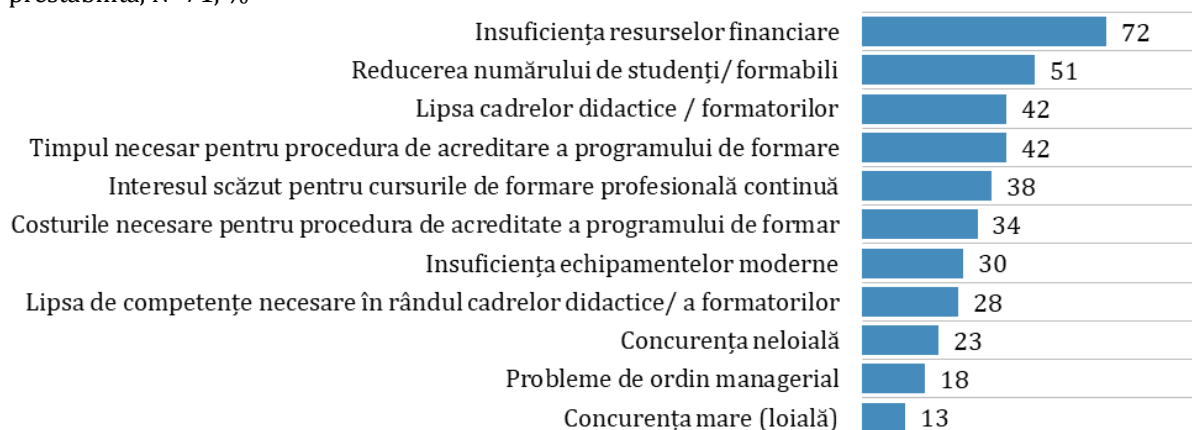 Insuficiența resurselor financiare 72
Reducerea numărului de studenți/ formabili 51
Lipsa cadrelor didactice / formatorilor 42
Timpul necesar pentru procedura de acreditare a programului de formare 42
Interesul scăzut pentru cursurile de formare profesională continuă 38
Costurile necesare pentru procedura de acreditate a programului de formar 34
Insuficiența echipamentelor moderne 30
Lipsa de competențe necesare în rândul cadrelor didactice/ a formatorilor 28
Concurența neloială 23
Probleme de ordin managerial 18
Concurența mare (loială) 13